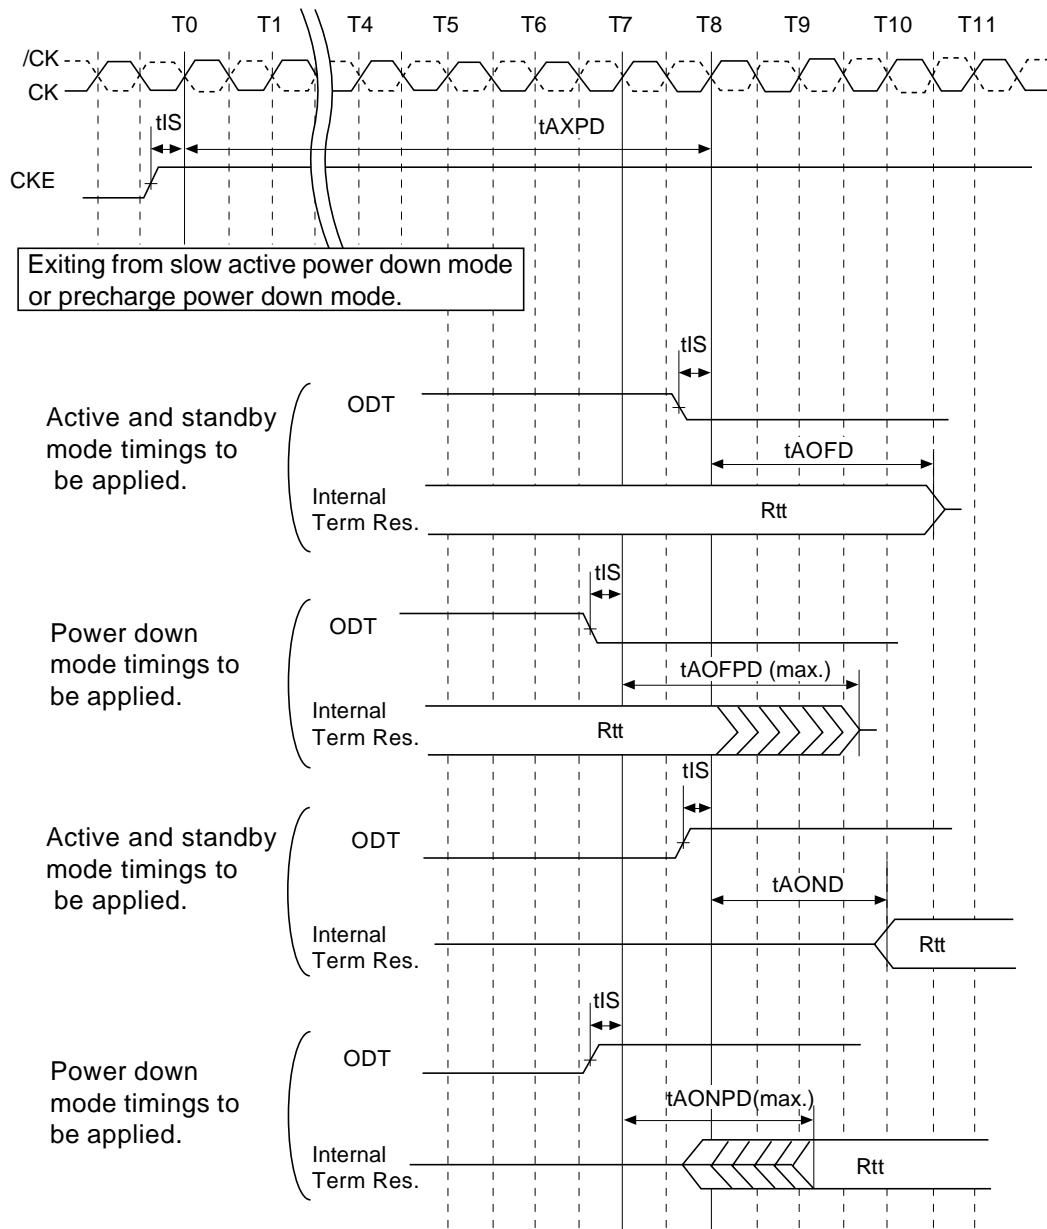 T0 T1 T4 T5 T6 T7 T8 T9 T10 T11
/CK
CK
tIS
tAXPD
CKE
Exiting from slow active power down mode
or precharge power down mode.
tIS
ODT
Active and standby
mode timings to
be applied.
tAOFD
Internal
Term Res.
Rtt
tIS
ODT
Power down
mode timings to
be applied.
tAOFPD (max.)
Internal
Term Res.
Rtt
tIS
ODT
Active and standby
mode timings to
be applied.
tAOND
Internal
Term Res.
Rtt
tIS
ODT
Power down
mode timings to
be applied.
tAONPD(max.)
Internal
Term Res.
Rtt